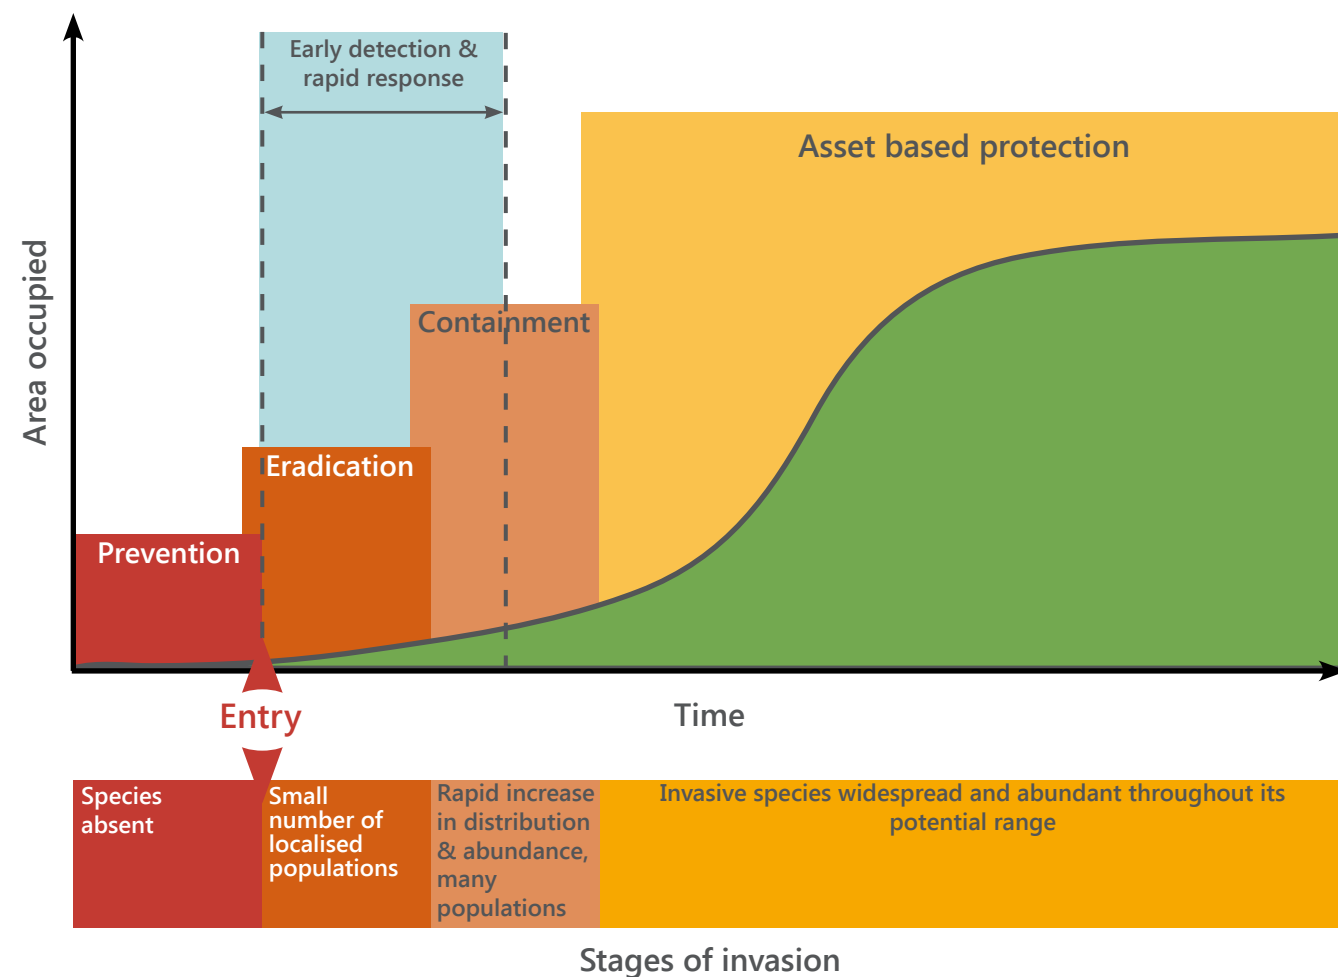 Early detection &
rapid response
Asset based protection
Area occupied
Containment
Eradication
Prevention
Entry
Time
Species
absent
Small
number of
localised
populations
Rapid increase
in distribution
& abundance,
many
populations
Invasive species widespread and abundant throughout its
potential range
Stages of invasion